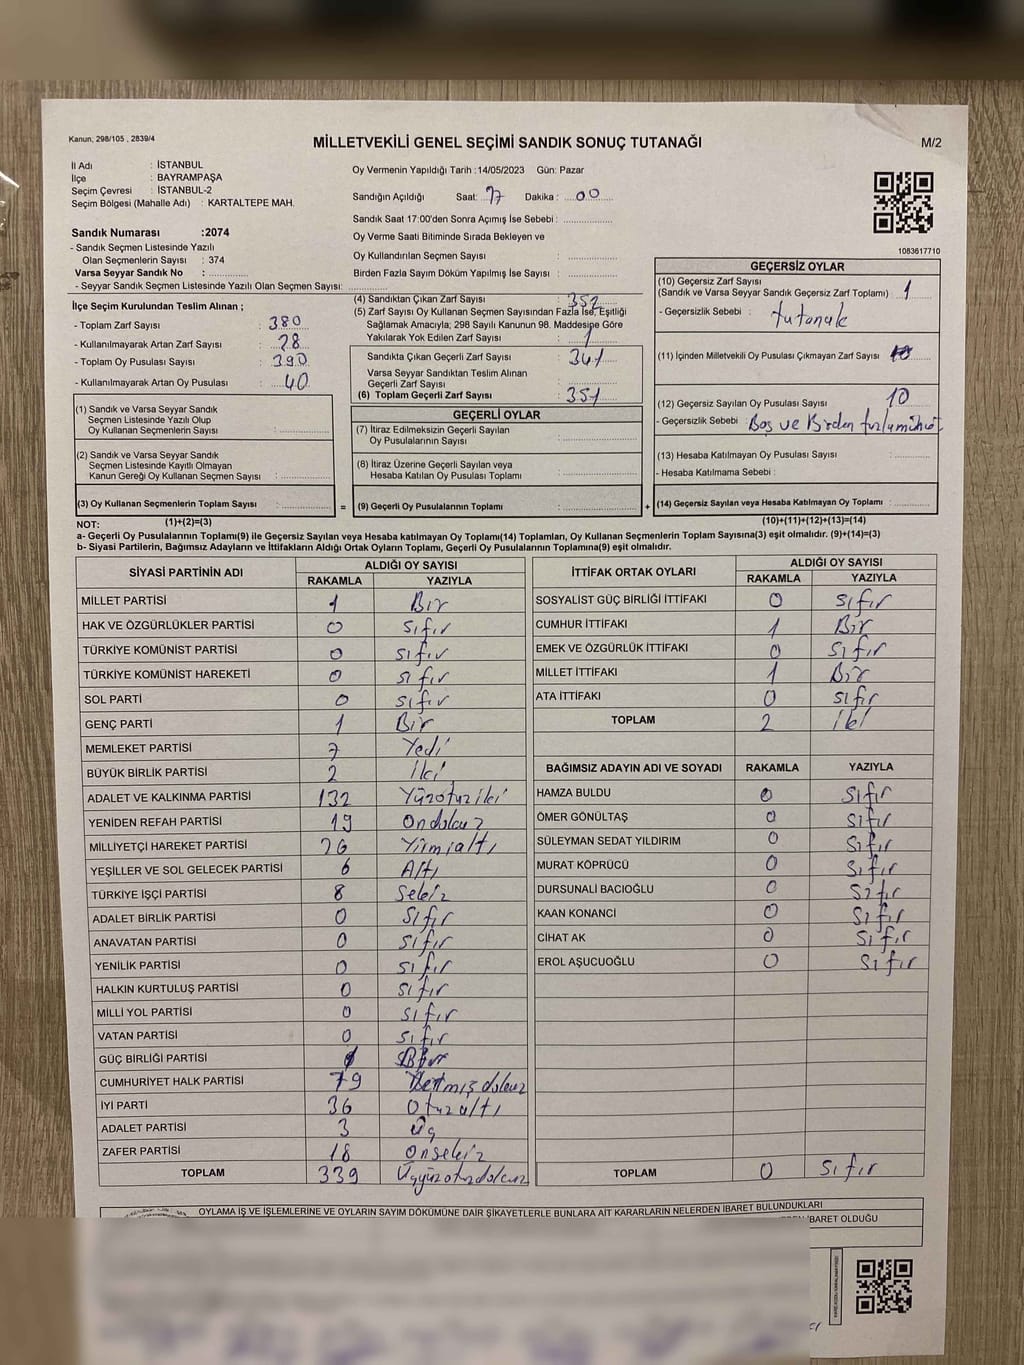 Kanun, 298/105 , 2839/4
MİLLETVEKİLİ GENEL SEÇİMİ SANDIK SONUÇ TUTANAĞI
M/2
İl Adı : İSTANBUL
İlçe : BAYRAMPAŞA
Seçim Çevresi : İSTANBUL-2
Seçim Bölgesi (Mahalle Adı) : KARTALTEPE MAH.
Sandık Numarası :2074
- Sandık Seçmen Listesinde Yazılı
Olan Seçmenlerin Sayısı : 374
Varsa Seyyar Sandık No : ..............
- Seyyar Sandık Seçmen Listesinde Yazılı Olan Seçmen Sayısı: ..............
Oy Vermenin Yapıldığı Tarih :14/05/2023 Gün: Pazar
Sandığın Açıldığı Saat: 17 Dakika : 00
Sandık Saat 17:00'den Sonra Açımış İse Sebebi : ..............
Oy Verme Saati Bitiminde Sırada Bekleyen ve
Oy Kullandırılan Seçmen Sayısı : ..............
Birden Fazla Sayım Döküm Yapılmış İse Sayısı : ..............
1083617710
İlçe Seçim Kurulundan Teslim Alınan ;
- Toplam Zarf Sayısı : 380
- Kullanılmayarak Artan Zarf Sayısı : 28
- Toplam Oy Pusulası Sayısı : 390
- Kullanılmayarak Artan Oy Pusulası : 40
(4) Sandıktan Çıkan Zarf Sayısı : 352
(5) Zarf Sayısı Oy Kullanan Seçmen Sayısından Fazla İse, Eşitliği
Sağlamak Amacıyla; 298 Sayılı Kanunun 98. Maddesine Göre
Yakılarak Yok Edilen Zarf Sayısı : 1
Sandıkta Çıkan Geçerli Zarf Sayısı : 341
Varsa Seyyar Sandıktan Teslim Alınan
Geçerli Zarf Sayısı : ..............
(6) Toplam Geçerli Zarf Sayısı : 351
GEÇERSİZ OYLAR
(10) Geçersiz Zarf Sayısı
(Sandık ve Varsa Seyyar Sandık Geçersiz Zarf Toplamı) : 1
- Geçersizlik Sebebi : tutanak
(11) İçinden Milletvekili Oy Pusulası Çıkmayan Zarf Sayısı :
(12) Geçersiz Sayılan Oy Pusulası Sayısı : 10
- Geçersizlik Sebebi : Boş ve Birden
(13) Hesaba Katılmayan Oy Pusulası Sayısı : ..............
- Hesaba Katılmama Sebebi :
(14) Geçersiz Sayılan veya Hesaba Katılmayan Oy Toplamı : ..............
(1) Sandık ve Varsa Seyyar Sandık
Seçmen Listesinde Yazılı Olup
Oy Kullanan Seçmenlerin Sayısı : ..............
(2) Sandık ve Varsa Seyyar Sandık
Seçmen Listesinde Kayıtlı Olmayan
Kanun Gereği Oy Kullanan Seçmen Sayısı : ..............
(3) Oy Kullanan Seçmenlerin Toplam Sayısı : ..............
GEÇERLİ OYLAR
(7) İtiraz Edilmeksizin Geçerli Sayılan
Oy Pusulalarının Sayısı : ..............
(8) İtiraz Üzerine Geçerli Sayılan veya
Hesaba Katılan Oy Pusulası Toplamı : ..............
= (9) Geçerli Oy Pusulalarının Toplamı : .............. +
NOT: (1)+(2)=(3)
(10)+(11)+(12)+(13)=(14)
a- Geçerli Oy Pusulalarının Toplamı(9) ile Geçersiz Sayılan veya Hesaba katılmayan Oy Toplamı(14) Toplamları, Oy Kullanan Seçmenlerin Toplam Sayısına(3) eşit olmalıdır. (9)+(14)=(3)
b- Siyasi Partilerin, Bağımsız Adayların ve İttifakların Aldığı Ortak Oyların Toplamı, Geçerli Oy Pusulalarının Toplamına(9) eşit olmalıdır.
SİYASİ PARTİNİN ADI ALDIĞI OY SAYISI
RAKAMLA YAZIYLA
MİLLET PARTİSİ 1 Bir
HAK VE ÖZGÜRLÜKLER PARTİSİ 0 sıfır
TÜRKİYE KOMÜNİST PARTİSİ 0 sıfır
TÜRKİYE KOMÜNİST HAREKETİ 0 sıfır
SOL PARTİ 0 sıfır
GENÇ PARTİ 1 Bir
MEMLEKET PARTİSİ 7 Yedi
BÜYÜK BİRLİK PARTİSİ 2 İki
ADALET VE KALKINMA PARTİSİ 132 Yüzotuziki
YENİDEN REFAH PARTİSİ 19 Ondokuz
MİLLİYETÇİ HAREKET PARTİSİ 26 Yirmialtı
YEŞİLLER VE SOL GELECEK PARTİSİ 6 Altı
TÜRKİYE İŞÇİ PARTİSİ 8 Sekiz
ADALET BİRLİK PARTİSİ 0 sıfır
ANAVATAN PARTİSİ 0 sıfır
YENİLİK PARTİSİ 0 sıfır
HALKIN KURTULUŞ PARTİSİ 0 sıfır
MİLLİ YOL PARTİSİ 0 sıfır
VATAN PARTİSİ 0 sıfır
GÜÇ BİRLİĞİ PARTİSİ
CUMHURİYET HALK PARTİSİ 79 Yetmişdokuz
İYİ PARTİ 36 Otuzaltı
ADALET PARTİSİ 3 Üç
ZAFER PARTİSİ 18 Onsekiz
TOPLAM 339 Üçyüzotuzdokuz
İTTİFAK ORTAK OYLARI ALDIĞI OY SAYISI
RAKAMLA YAZIYLA
SOSYALİST GÜÇ BİRLİĞİ İTTİFAKI 0 sıfır
CUMHUR İTTİFAKI 1 Bir
EMEK VE ÖZGÜRLÜK İTTİFAKI 0 sıfır
MİLLET İTTİFAKI 1 Bir
ATA İTTİFAKI 0 sıfır
TOPLAM 2 iki
BAĞIMSIZ ADAYIN ADI VE SOYADI RAKAMLA YAZIYLA
HAMZA BULDU 0 sıfır
ÖMER GÖNÜLTAŞ 0 sıfır
SÜLEYMAN SEDAT YILDIRIM 0 sıfır
MURAT KÖPRÜCÜ 0 sıfır
DURSUNALİ BACIOĞLU 0 sıfır
KAAN KONANCİ 0 sıfır
CİHAT AK 0 sıfır
EROL AŞUCUOĞLU 0 sıfır
TOPLAM 0 sıfır
OYLAMA İŞ VE İŞLEMLERİNE VE OYLARIN SAYIM DÖKÜMÜNE DAİR ŞİKAYETLERLE BUNLARA AİT KARARLARIN NELERDEN İBARET BULUNDUKLARI
İBARET OLDUĞU